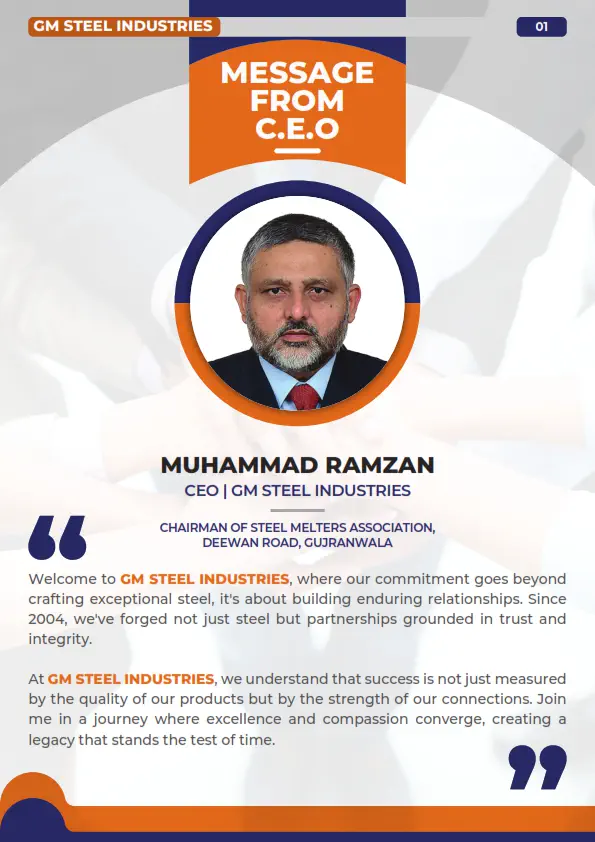 GM STEEL INDUSTRIES
01
MESSAGE
FROM
C.E.O
MUHAMMAD RAMZAN
CEO | GM STEEL INDUSTRIES
CHAIRMAN OF STEEL MELTERS ASSOCIATION,
DEEWAN ROAD, GUJRANWALA
Welcome to GM STEEL INDUSTRIES, where our commitment goes beyond
crafting exceptional steel, it's about building enduring relationships. Since
2004, we've forged not just steel but partnerships grounded in trust and
integrity.
At GM STEEL INDUSTRIES, we understand that success is not just measured
by the quality of our products but by the strength of our connections. Join
me in a journey where excellence and compassion converge, creating a
legacy that stands the test of time.